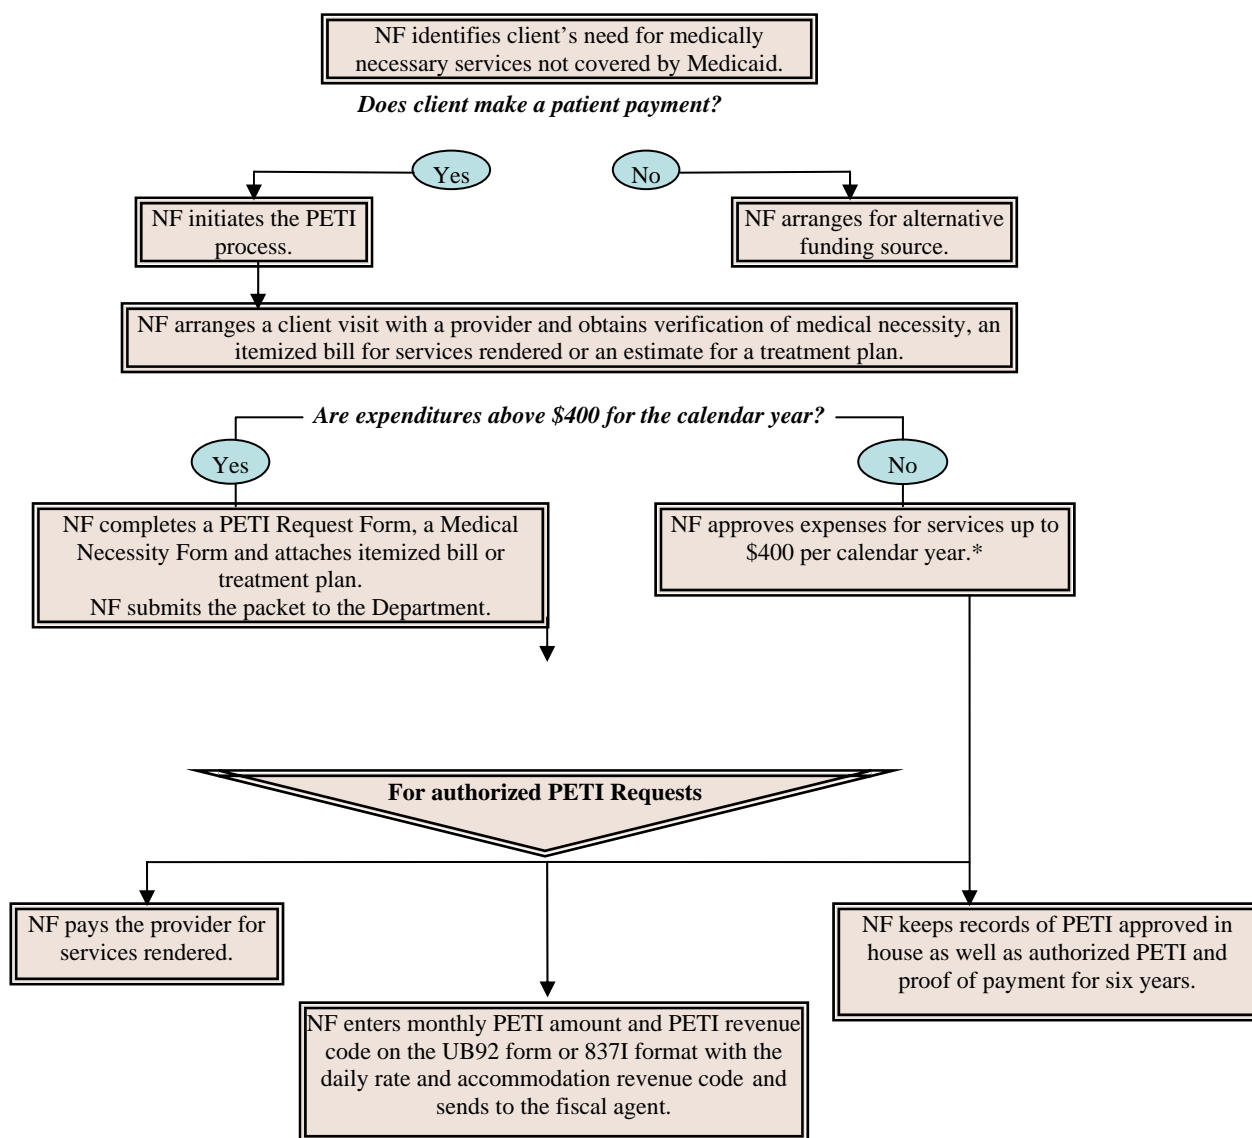 NF identifies client’s need for medically
necessary services not covered by Medicaid.
Does client make a patient payment?
Yes
No
NF initiates the PETI
process.
NF arranges for alternative
funding source.
NF arranges a client visit with a provider and obtains verification of medical necessity, an
itemized bill for services rendered or an estimate for a treatment plan.
Are expenditures above $400 for the calendar year?
Yes
No
NF completes a PETI Request Form, a Medical
Necessity Form and attaches itemized bill or
treatment plan.
NF submits the packet to the Department.
NF approves expenses for services up to
$400 per calendar year.*
For authorized PETI Requests
NF pays the provider for
services rendered.
NF enters monthly PETI amount and PETI revenue
code on the UB92 form or 837I format with the
daily rate and accommodation revenue code and
sends to the fiscal agent.
NF keeps records of PETI approved in
house as well as authorized PETI and
proof of payment for six years.